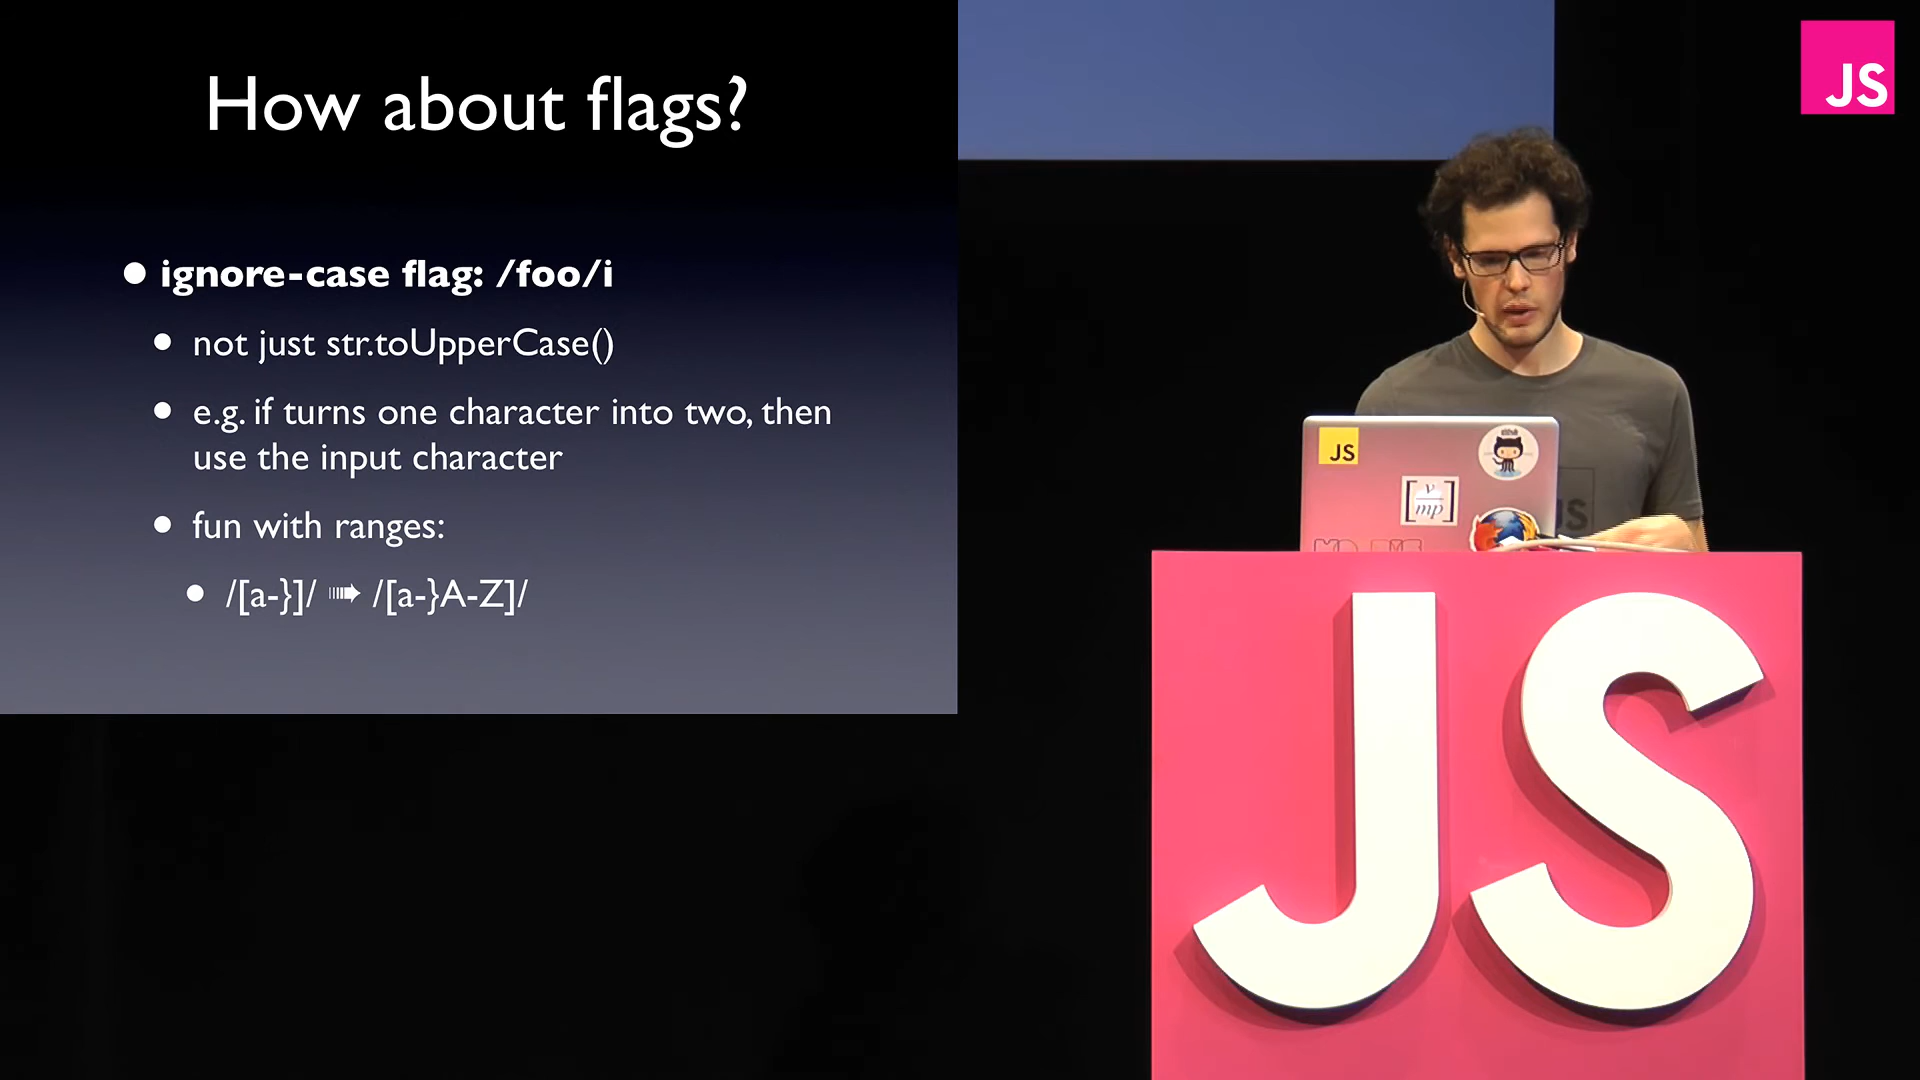 How about flags?
• ignore-case flag: /foo/i
• not just str.toUpperCase()
• e.g. if turns one character into two, then
use the input character
• fun with ranges:
• /[a-}]/ ➠ /[a-}A-Z]/
JS
JS
[v/mp]
JS
JS